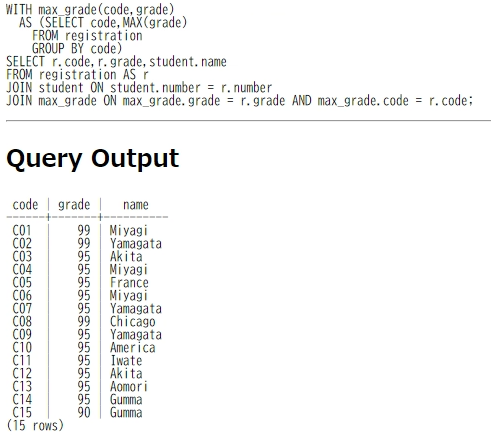 WITH max_grade(code,grade)
  AS (SELECT code,MAX(grade)
    FROM registration
    GROUP BY code)
SELECT r.code,r.grade,student.name
FROM registration AS r
JOIN student ON student.number = r.number
JOIN max_grade ON max_grade.grade = r.grade AND max_grade.code = r.code;
Query Output
 code | grade |   name
------+-------+----------
 C01  |    99 | Miyagi
 C02  |    99 | Yamagata
 C03  |    95 | Akita
 C04  |    95 | Miyagi
 C05  |    95 | France
 C06  |    95 | Miyagi
 C07  |    95 | Yamagata
 C08  |    99 | Chicago
 C09  |    95 | Yamagata
 C10  |    95 | America
 C11  |    95 | Iwate
 C12  |    95 | Akita
 C13  |    95 | Aomori
 C14  |    95 | Gumma
 C15  |    90 | Gumma
(15 rows)